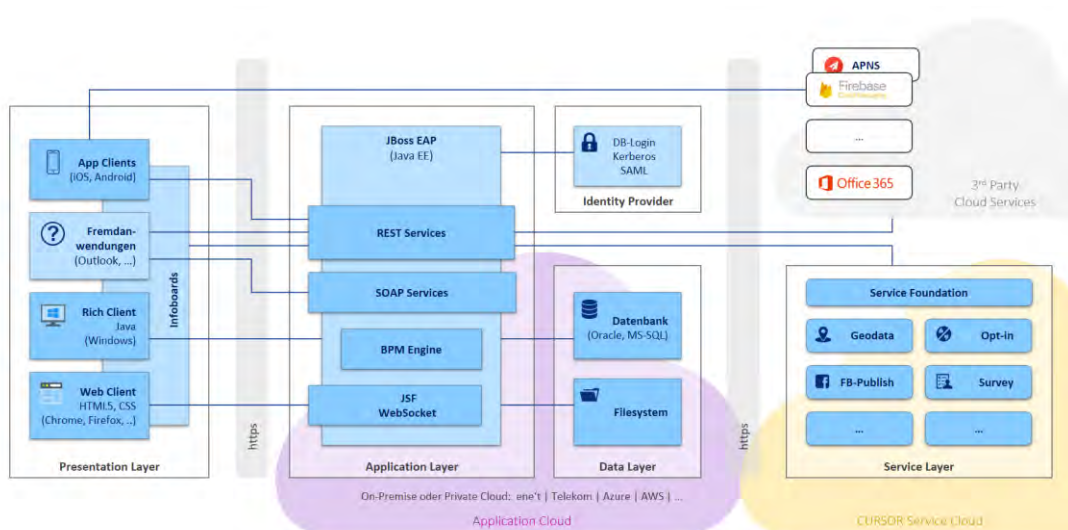 APNS
Firebase
...
Office 365
3rd Party
Cloud Services
App Clients
(iOS, Android)
Fremdan-
wendungen
(Outlook, ...)
Rich Client
Java
(Windows)
Web Client
HTML5, CSS
(Chrome, Firefox, ..)
Infoboards
Presentation Layer
https
JBoss EAP
(Java EE)
REST Services
SOAP Services
BPM Engine
JSF
WebSocket
Application Layer
DB-Login
Kerberos
SAML
Identity Provider
Datenbank
(Oracle, MS-SQL)
Filesystem
Data Layer
https
Service Foundation
Geodata
Opt-in
FB-Publish
Survey
...
...
Service Layer
On-Premise oder Private Cloud: ene't | Telekom | Azure | AWS | ...
Application Cloud
CURSOR Service Cloud